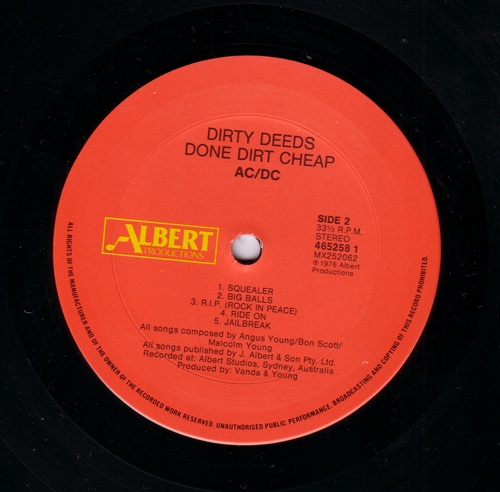 DIRTY DEEDS
DONE DIRT CHEAP
AC/DC
ALBERT
PRODUCTIONS
SIDE 2
33⅓ R.P.M.
STEREO
465258 1
MX252062
℗ 1976 Albert
Productions
1. SQUEALER
2. BIG BALLS
3. R.I.P. (ROCK IN PEACE)
4. RIDE ON
5. JAILBREAK
All songs composed by Angus Young/Bon Scott/
Malcolm Young
All songs published by J. Albert & Son Pty. Ltd.
Recorded at: Albert Studios, Sydney, Australia
Produced by: Vanda & Young
ALL RIGHTS OF THE MANUFACTURER AND OF THE OWNER OF THE RECORDED WORK RESERVED. UNAUTHORISED PUBLIC PERFORMANCE, BROADCASTING AND COPYING OF THIS RECORD PROHIBITED.